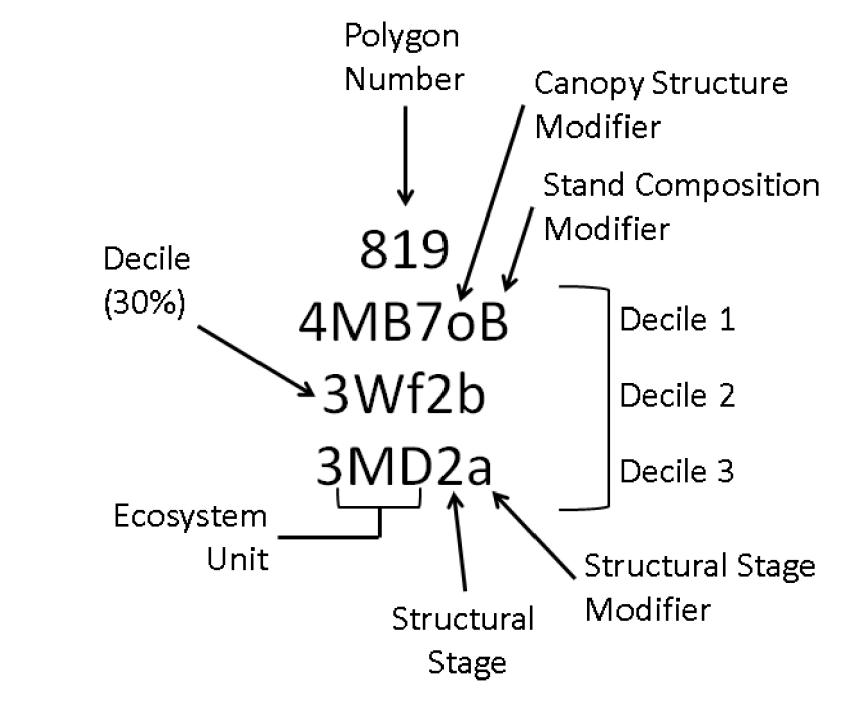 Polygon
Number
Canopy Structure
Modifier
Stand Composition
Modifier
819
Decile
(30%)
4MB7oB
Decile 1
3Wf2b
Decile 2
3MD2a
Decile 3
Ecosystem
Unit
Structural Stage
Modifier
Structural
Stage